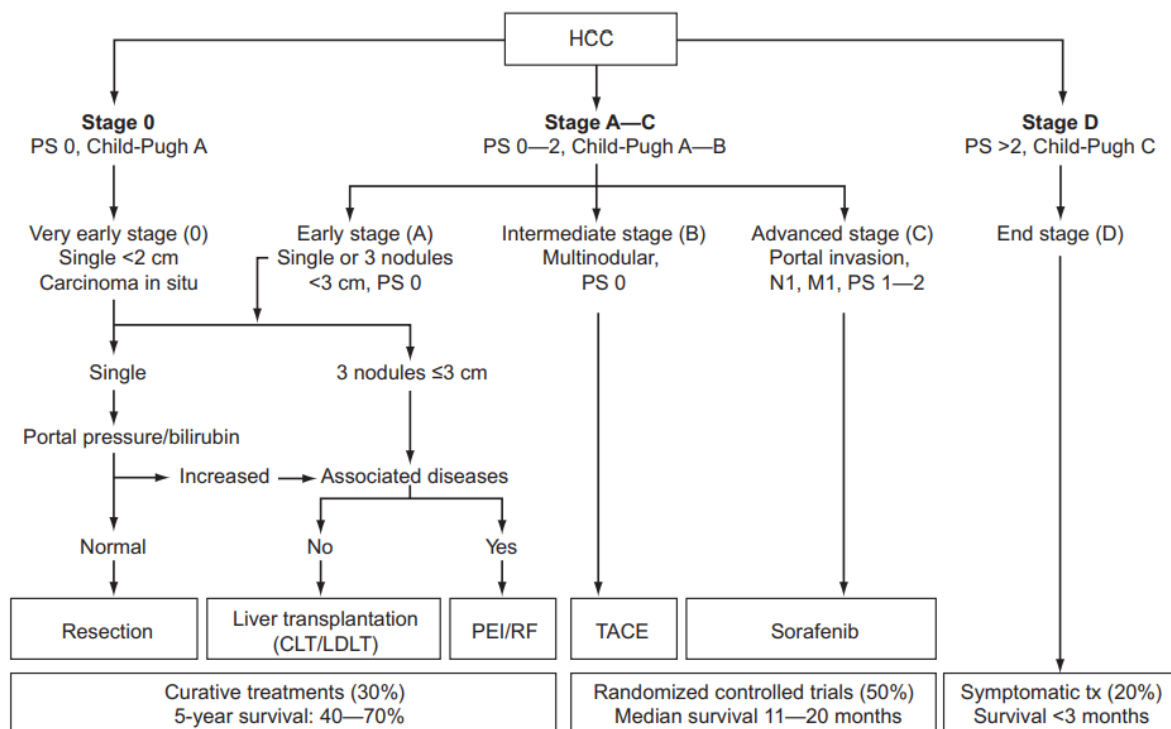 HCC
Stage 0
PS 0, Child-Pugh A
Stage A—C
PS 0—2, Child-Pugh A—B
Stage D
PS >2, Child-Pugh C
Very early stage (0)
Single <2 cm
Carcinoma in situ
Early stage (A)
Single or 3 nodules
<3 cm, PS 0
Intermediate stage (B)
Multinodular,
PS 0
Advanced stage (C)
Portal invasion,
N1, M1, PS 1—2
End stage (D)
Single
3 nodules ≤3 cm
Portal pressure/bilirubin
Increased
Associated diseases
Normal
No
Yes
Resection
Liver transplantation
(CLT/LDLT)
PEI/RF
TACE
Sorafenib
Curative treatments (30%)
5-year survival: 40—70%
Randomized controlled trials (50%)
Median survival 11—20 months
Symptomatic tx (20%)
Survival <3 months